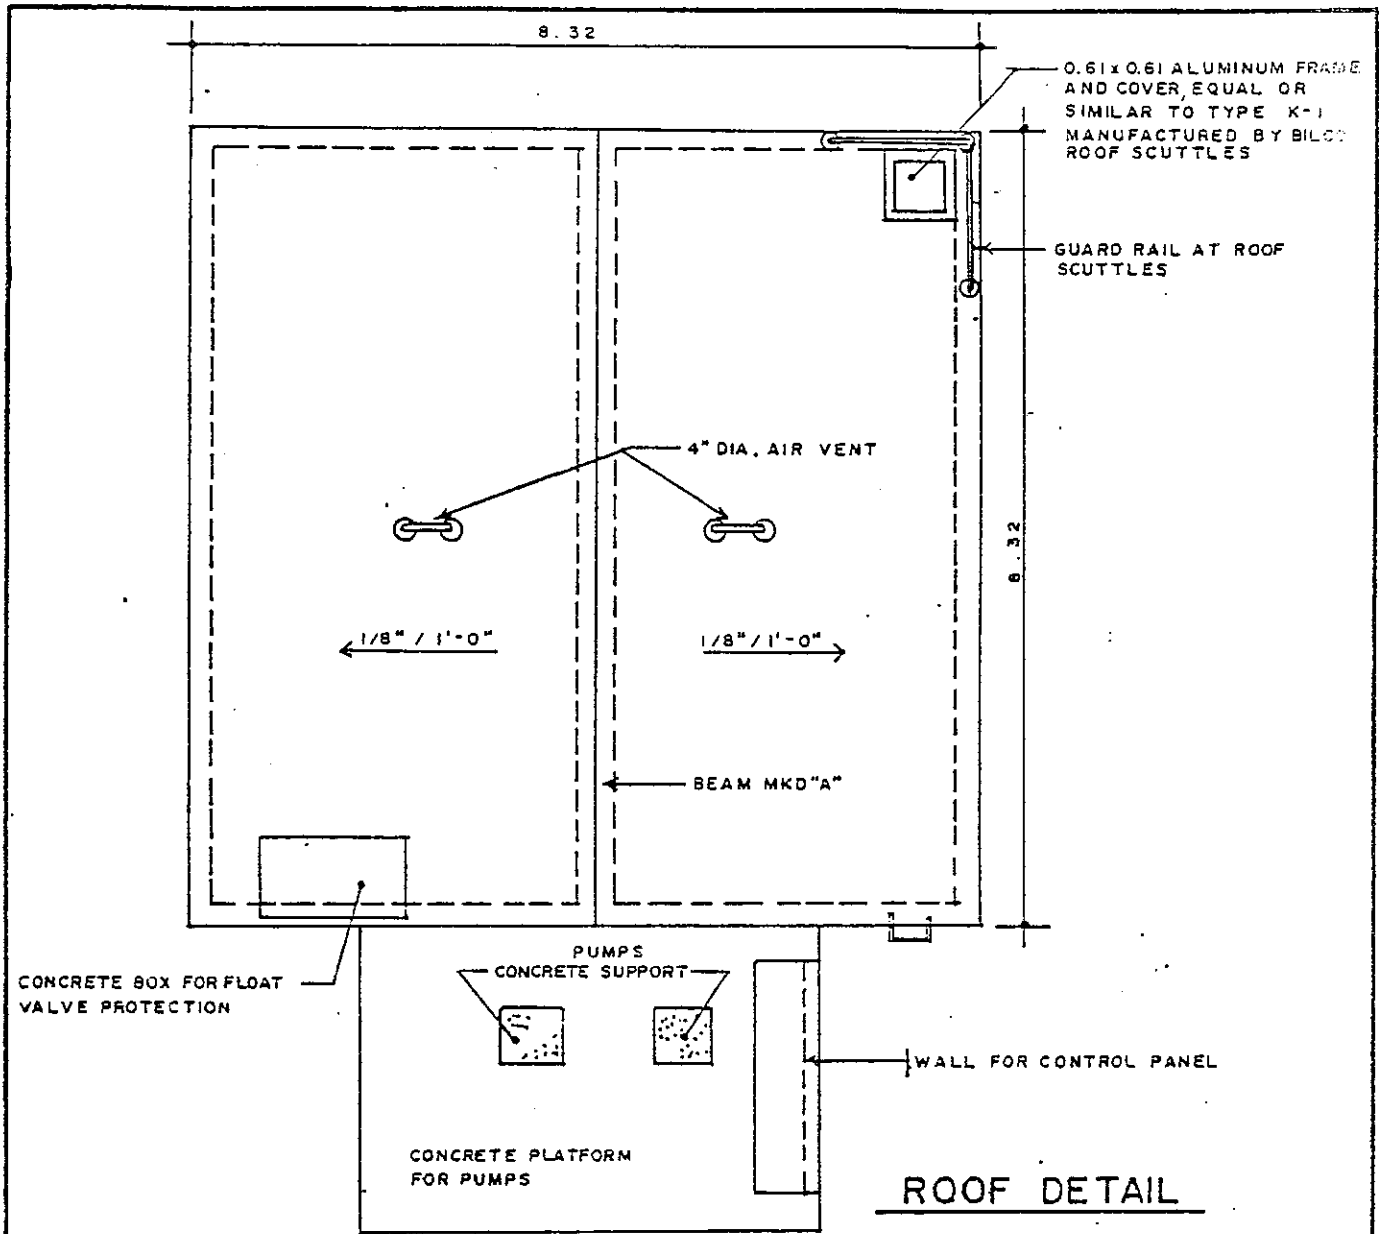 8.32
0.61 x 0.61 ALUMINUM FRAME
AND COVER, EQUAL OR
SIMILAR TO TYPE K-1
MANUFACTURED BY BILCO
ROOF SCUTTLES
GUARD RAIL AT ROOF
SCUTTLES
4" DIA. AIR VENT
8.32
1/8" / 1'-0"
1/8" / 1'-0"
BEAM MKD "A"
CONCRETE BOX FOR FLOAT
VALVE PROTECTION
PUMPS
CONCRETE SUPPORT
WALL FOR CONTROL PANEL
CONCRETE PLATFORM
FOR PUMPS
ROOF DETAIL